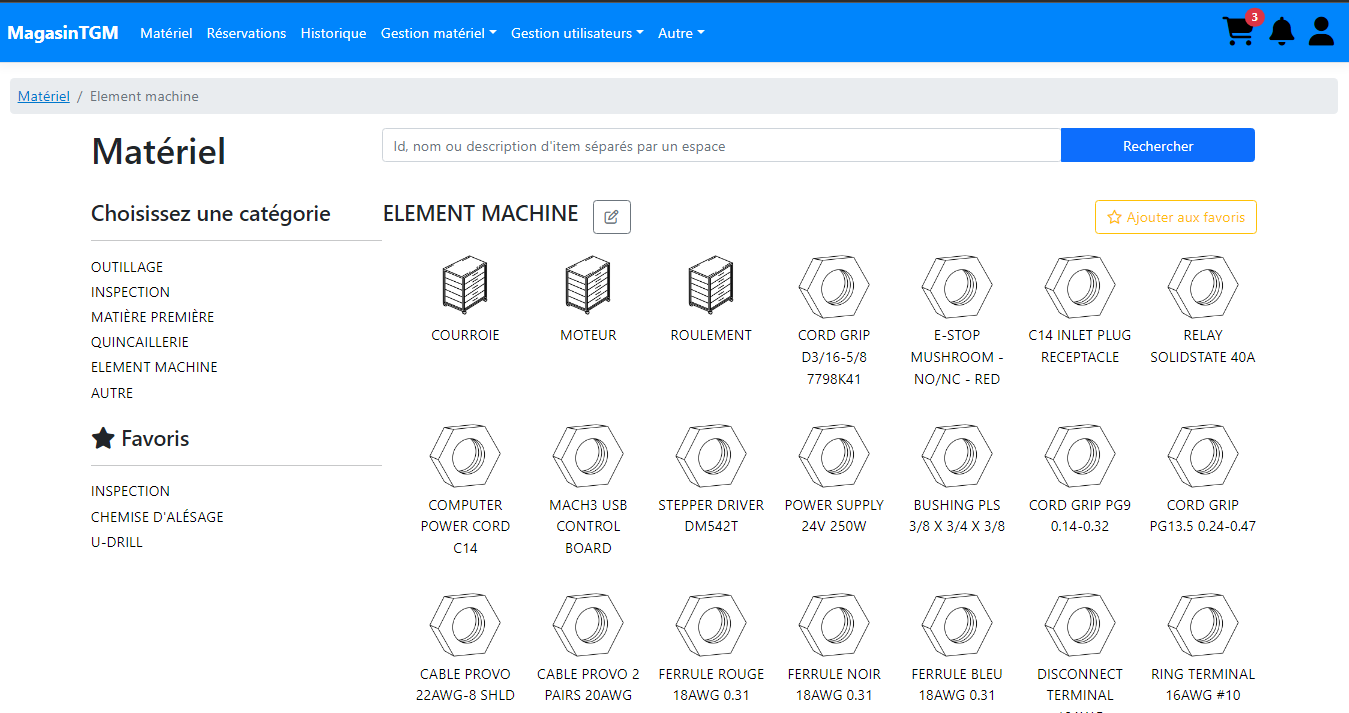 MagasinTGM Matériel Réservations Historique Gestion matériel Gestion utilisateurs Autre 3
Matériel / Element machine
Matériel
Id, nom ou description d'item séparés par un espace Rechercher
Choisissez une catégorie
OUTILLAGE
INSPECTION
MATIÈRE PREMIÈRE
QUINCAILLERIE
ELEMENT MACHINE
AUTRE
Favoris
INSPECTION
CHEMISE D'ALÉSAGE
U-DRILL
ELEMENT MACHINE
Ajouter aux favoris
COURROIE
MOTEUR
ROULEMENT
CORD GRIP
D3/16-5/8
7798K41
E-STOP
MUSHROOM -
NO/NC - RED
C14 INLET PLUG
RECEPTACLE
RELAY
SOLIDSTATE 40A
COMPUTER
POWER CORD
C14
MACH3 USB
CONTROL
BOARD
STEPPER DRIVER
DM542T
POWER SUPPLY
24V 250W
BUSHING PLS
3/8 X 3/4 X 3/8
CORD GRIP PG9
0.14-0.32
CORD GRIP
PG13.5 0.24-0.47
CABLE PROVO
22AWG-8 SHLD
CABLE PROVO 2
PAIRS 20AWG
FERRULE ROUGE
18AWG 0.31
FERRULE NOIR
18AWG 0.31
FERRULE BLEU
18AWG 0.31
DISCONNECT
TERMINAL
RING TERMINAL
16AWG #10